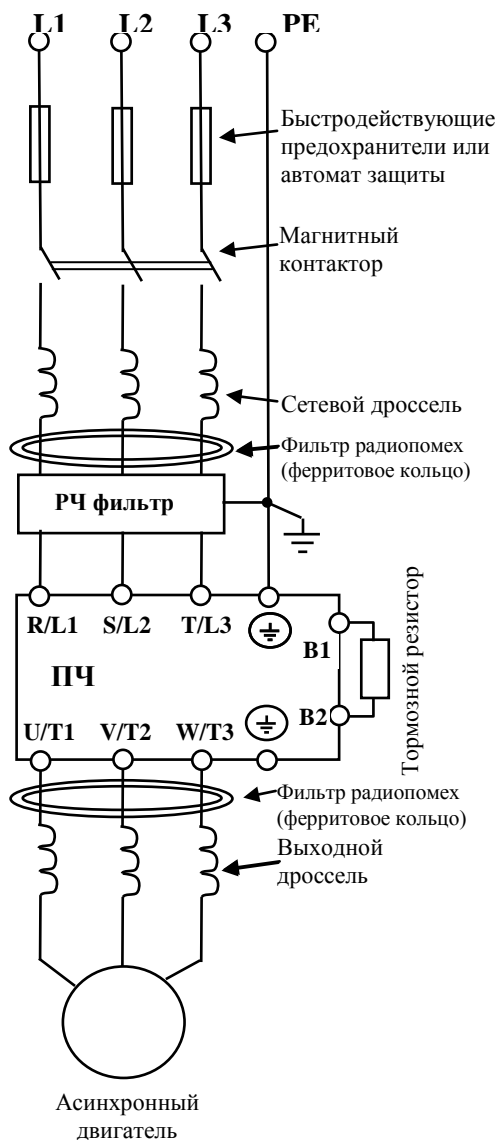 L1 L2 L3 PE
Быстродействующие
предохранители или
автомат защиты
Магнитный
контактор
Сетевой дроссель
Фильтр радиопомех
(ферритовое кольцо)
РЧ фильтр
R/L1 S/L2 T/L3
B1
Тормозной резистор
ПЧ
B2
U/T1 V/T2 W/T3
Фильтр радиопомех
(ферритовое кольцо)
Выходной
дроссель
Асинхронный
двигатель